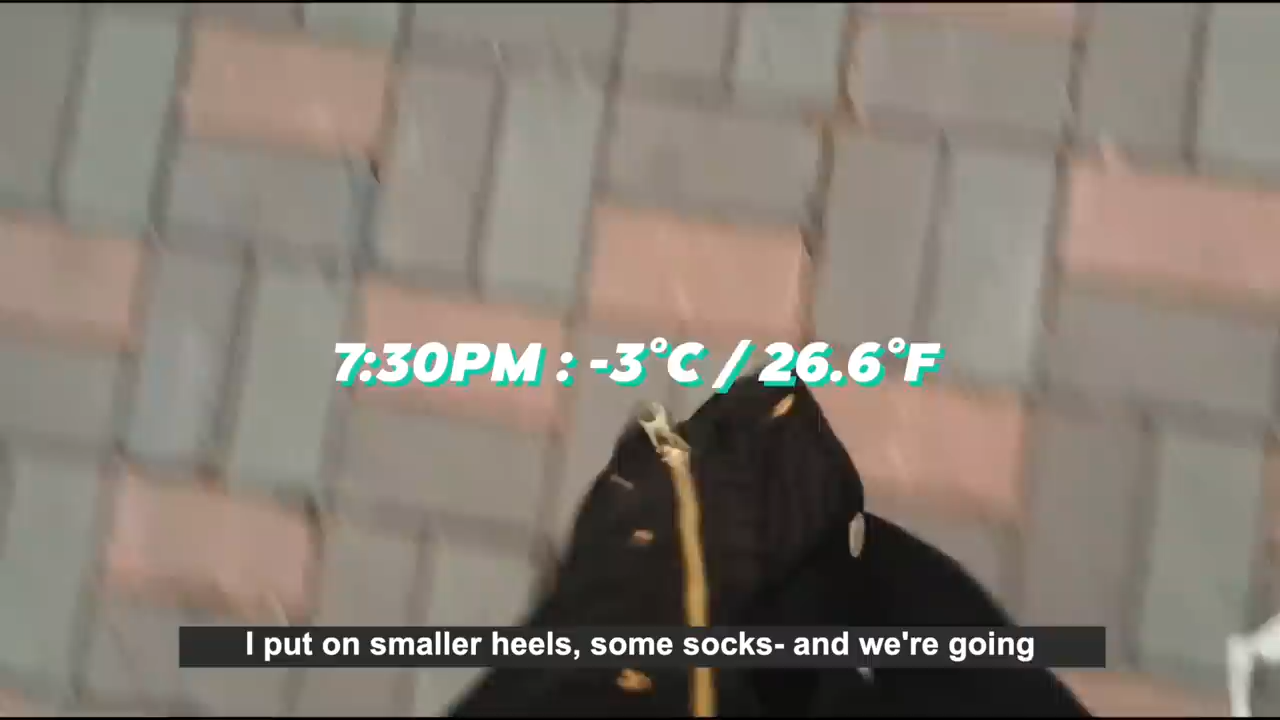 7:30PM : -3°C / 26.6°F
I put on smaller heels, some socks- and we're going